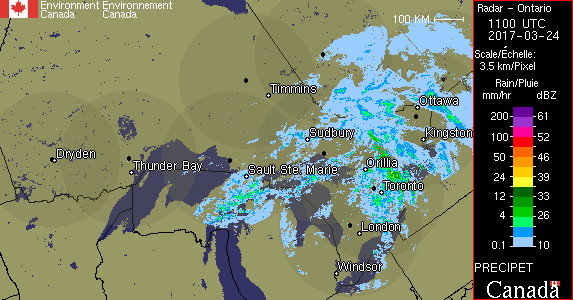 Environment Environnement
Canada Canada
100 KM
Timmins
Ottawa
Sudbury
Kingston
Dryden
Thunder Bay
Sault Ste. Marie
Orillia
Toronto
London
Windsor
Radar - Ontario
1100 UTC
2017-03-24
Scale/Échelle:
3.5 km/Pixel
Rain/Pluie
mm/hr dBZ
200 61
100 52
50 46
24 39
12 33
4 26
0.1 10
PRECIPET
Canada